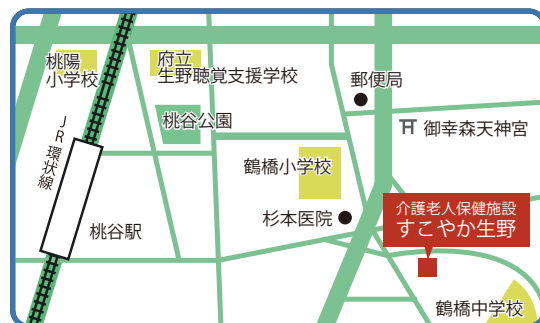 桃陽
小学校
府立
生野聴覚支援学校
郵便局
桃谷公園
御幸森天神宮
JR環状線
鶴橋小学校
介護老人保健施設
すこやか生野
杉本医院
桃谷駅
鶴橋中学校